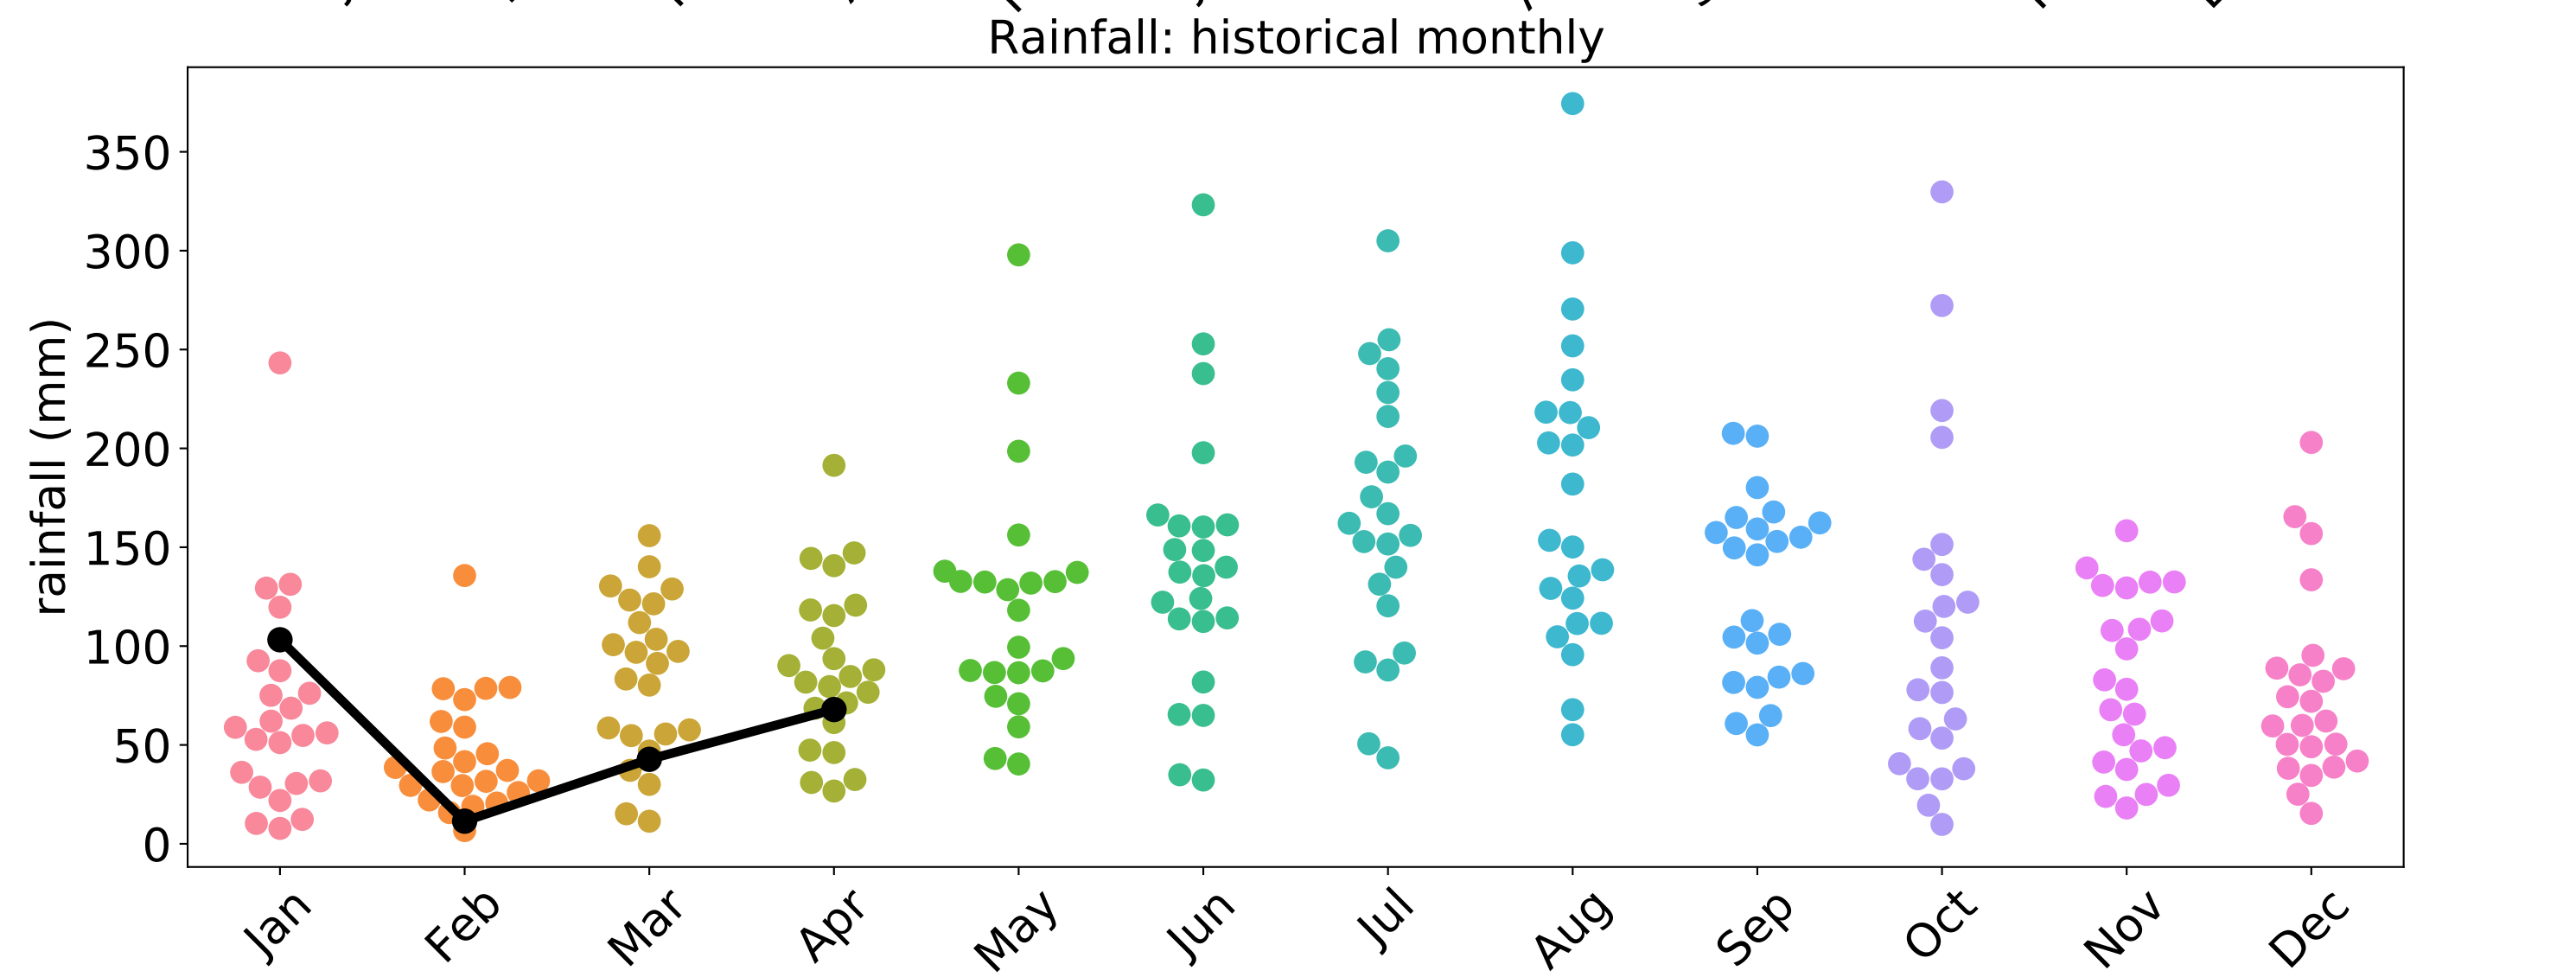 Rainfall: historical monthly
rainfall (mm)
350
300
250
200
150
100
50
0
Jan
Feb
Mar
Apr
May
Jun
Jul
Aug
Sep
Oct
Nov
Dec